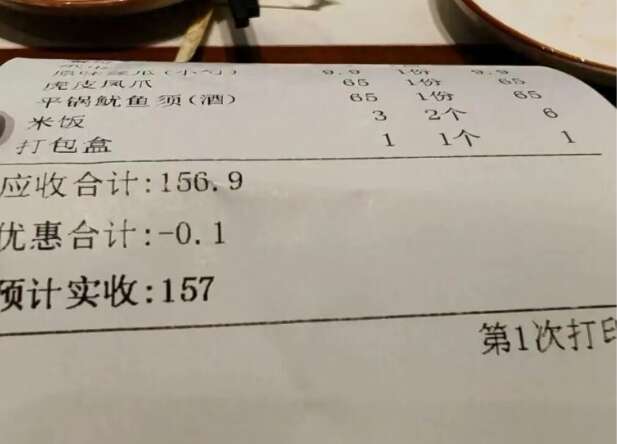 虎皮凤爪 65 1份 65
平锅鱿鱼须(酒) 65 1份 65
米饭 3 2个 6
打包盒 1 1个 1
应收合计:156.9
优惠合计:-0.1
预计实收:157
第1次打印